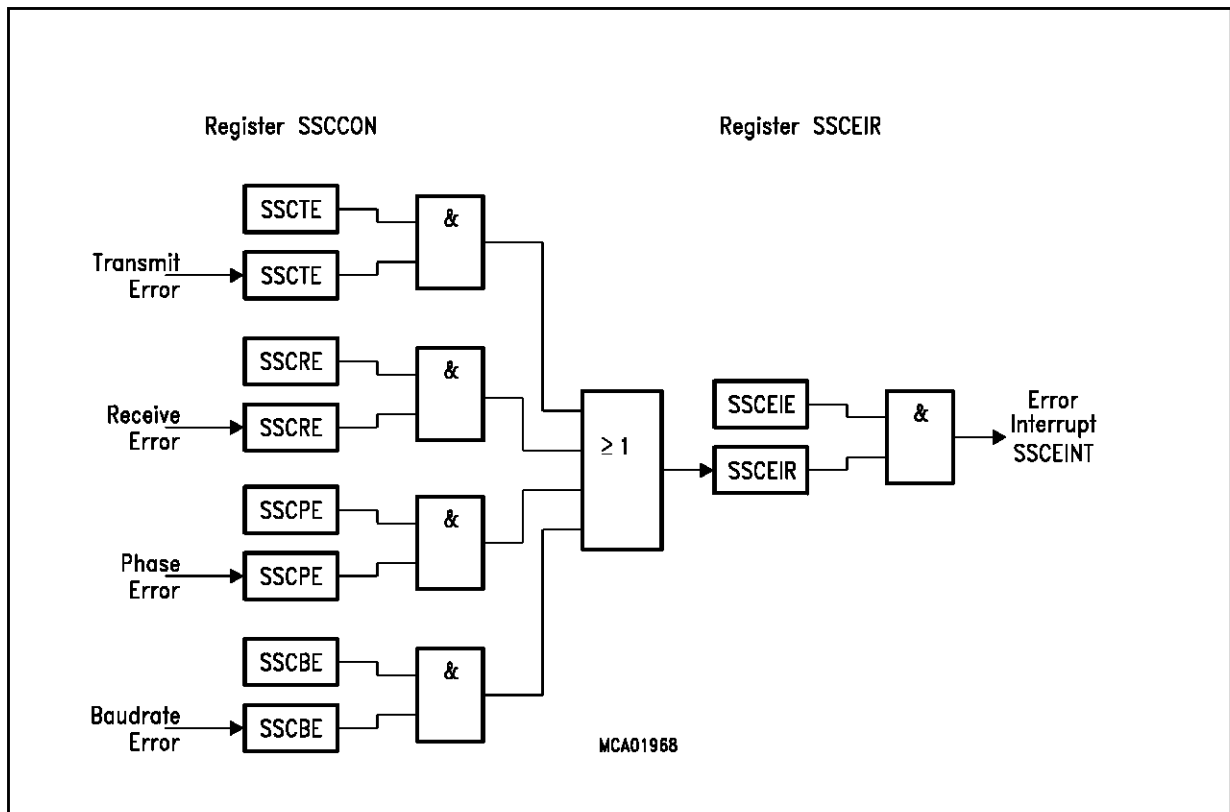 Register SSCCON
Register SSCEIR
SSCTE
&
Transmit
Error
SSCTE
SSCRE
&
Receive
Error
SSCRE
SSCPE
&
Phase
Error
SSCPE
SSCBE
&
Baudrate
Error
SSCBE
≥ 1
SSCEIE
SSCEIR
&
Error
Interrupt
SSCEINT
MCA01968